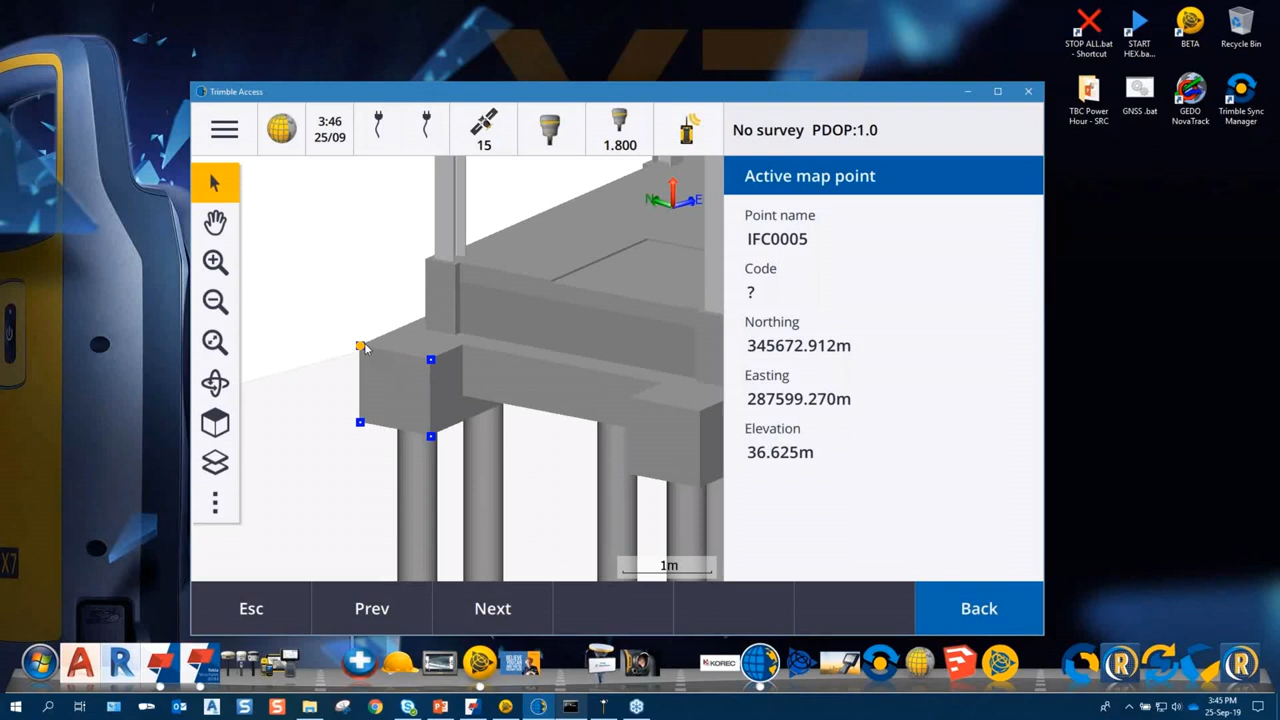 STOP ALL.bat
- Shortcut
START
HEX.ba...
BETA
Recycle Bin
TBC Power
Hour - SRC
GNSS .bat
GEDO
NovaTrack
Trimble Sync
Manager
Trimble Access
3:46
25/09
15
1.800
No survey PDOP:1.0
Active map point
Point name
IFC0005
Code
?
Northing
345672.912m
Easting
287599.270m
Elevation
36.625m
N
E
1m
Esc
Prev
Next
Back
X7
KOREC
3:45 PM
25-Sep-19